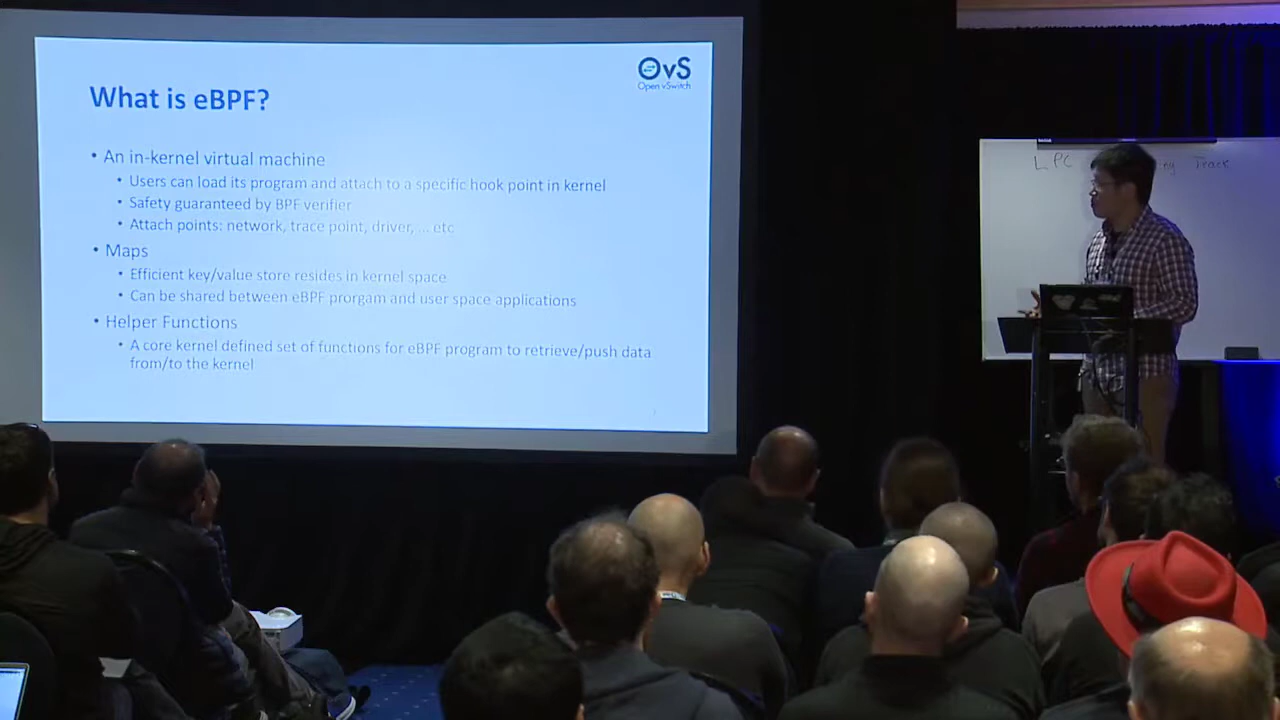 OvS
Open vSwitch
What is eBPF?
• An in-kernel virtual machine
• Users can load its program and attach to a specific hook point in kernel
• Safety guaranteed by BPF verifier
• Attach points: network, trace point, driver, ... etc
• Maps
• Efficient key/value store resides in kernel space
• Can be shared between eBPF prorgam and user space applications
• Helper Functions
• A core kernel defined set of functions for eBPF program to retrieve/push data
from/to the kernel
LPC Track